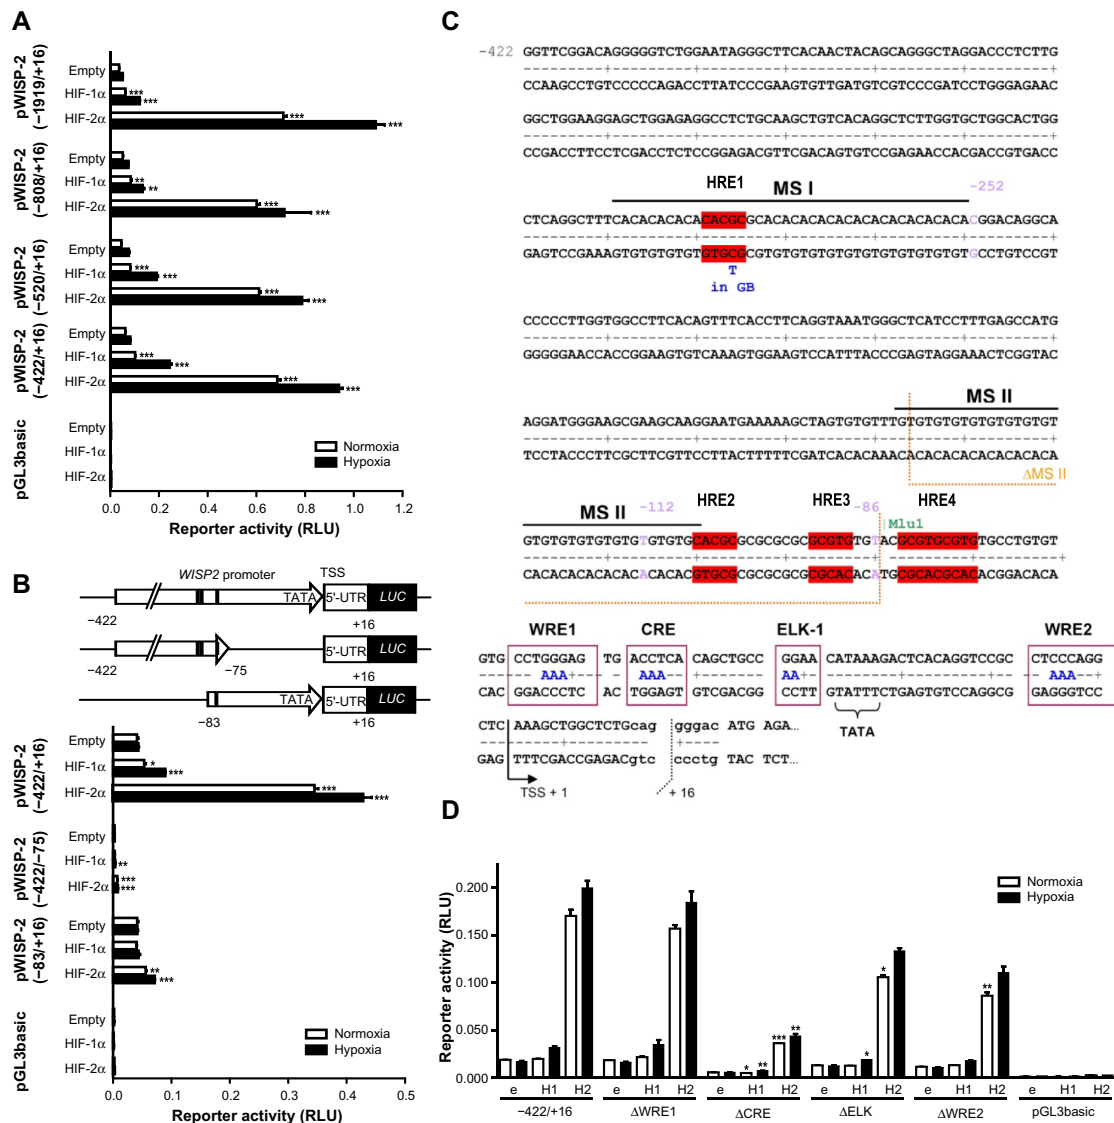 A
pWISP-2
(−1919/+16)
Empty
HIF-1α
***
***
HIF-2α
***
***
pWISP-2
(−808/+16)
Empty
HIF-1α
**
**
HIF-2α
***
***
pWISP-2
(−520/+16)
Empty
HIF-1α
***
***
HIF-2α
***
***
pWISP-2
(−422/+16)
Empty
HIF-1α
***
***
HIF-2α
***
***
pGL3basic
Empty
HIF-1α
HIF-2α
Normoxia
Hypoxia
0.0 0.2 0.4 0.6 0.8 1.0 1.2
Reporter activity (RLU)
B
WISP2 promoter
TSS
TATA
5'-UTR
LUC
−422
+16
5'-UTR
LUC
−422
−75
+16
TATA
5'-UTR
LUC
−83
+16
pWISP-2
(−422/+16)
Empty
HIF-1α
*
***
HIF-2α
***
***
pWISP-2
(−422/−75)
Empty
HIF-1α
**
HIF-2α
***
***
pWISP-2
(−83/+16)
Empty
HIF-1α
HIF-2α
**
***
pGL3basic
Empty
HIF-1α
HIF-2α
Normoxia
Hypoxia
0.0 0.1 0.2 0.3 0.4 0.5
Reporter activity (RLU)
C
−422
GGTTCGGACAGGGGGTCTGGAATAGGGCTTCACAACTACAGCAGGGCTAGGACCCTCTTG
CCAAGCCTGTCCCCCAGACCTTATCCCGAAGTGTTGATGTCGTCCCGATCCTGGGAGAAC
GGCTGGAAGGAGCTGGAGAGGCCTCTGCAAGCTGTCACAGGCTCTTGGTGCTGGCACTGG
CCGACCTTCCTCGACCTCTCCGGAGACGTTCGACAGTGTCCGAGAACCACGACCGTGACC
HRE1
MS I
−252
CTCAGGCTTTCACACACACACACGCGCACACACACACACACACACACACACGGACAGGCA
GAGTCCGAAAGTGTGTGTGTGTGCGCGTGTGTGTGTGTGTGTGTGTGTGTGCCTGTCCGT
T
in GB
CCCCCTTGGTGGCCTTCACAGTTTCACCTTCAGGTAAATGGGCTCATCCTTTGAGCCATG
GGGGGAACCACCGGAAGTGTCAAAGTGGAAGTCCATTTACCCGAGTAGGAAACTCGGTAC
MS II
AGGATGGGAAGCGAAGCAAGGAATGAAAAAGCTAGTGTGTTTGTGTGTGTGTGTGTGTGT
TCCTACCCTTCGCTTCGTTCCTTACTTTTTCGATCACACAAACACACACACACACACACA
ΔMS II
MS II
−112
HRE2
HRE3
−86
HRE4
Mlu1
GTGTGTGTGTGTGTGTGTGCACGCGCGCGCGCGCGTGTGTACGCGTGCGTGTGCCTGTGT
CACACACACACACACACACGTGCGCGCGCGCGCGCACACATGCGCACGCACACGGACACA
WRE1
CRE
ELK-1
WRE2
GTG CCTGGGAG TG ACCTCA CAGCTGCC GGAA CATAAAGACTCACAGGTCCGC CTCCCAGG
AAA AAA AA AAA
CAC GGACCCTC AC TGGAGT GTCGACGG CCTT GTATTTCTGAGTGTCCAGGCG GAGGGTCC
TATA
CTC AAAGCTGGCTCTGcag gggac ATG AGA...
GAG TTTCGACCGAGACgtc ccctg TAC TCT...
TSS + 1
+ 16
D
Reporter activity (RLU)
0.200
0.150
0.100
0.050
0.000
Normoxia
Hypoxia
* ** *** ** * * **
e H1 H2 e H1 H2 e H1 H2 e H1 H2 e H1 H2 e H1 H2
−422/+16 ΔWRE1 ΔCRE ΔELK ΔWRE2 pGL3basic